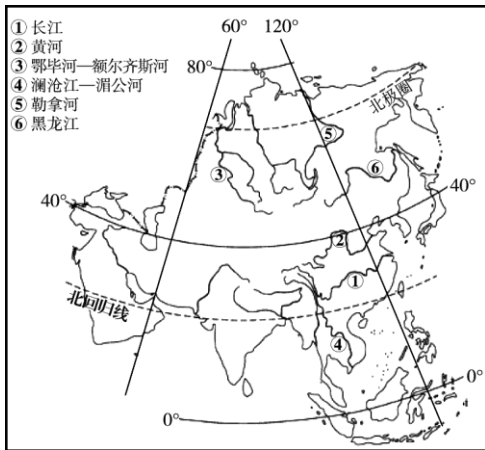 ① 长江
② 黄河
③ 鄂毕河—额尔齐斯河
④ 澜沧江—湄公河
⑤ 勒拿河
⑥ 黑龙江
60° 120°
80°
北极圈
⑤
⑥
③
40°
40°
②
①
北回归线
④
0°
0°